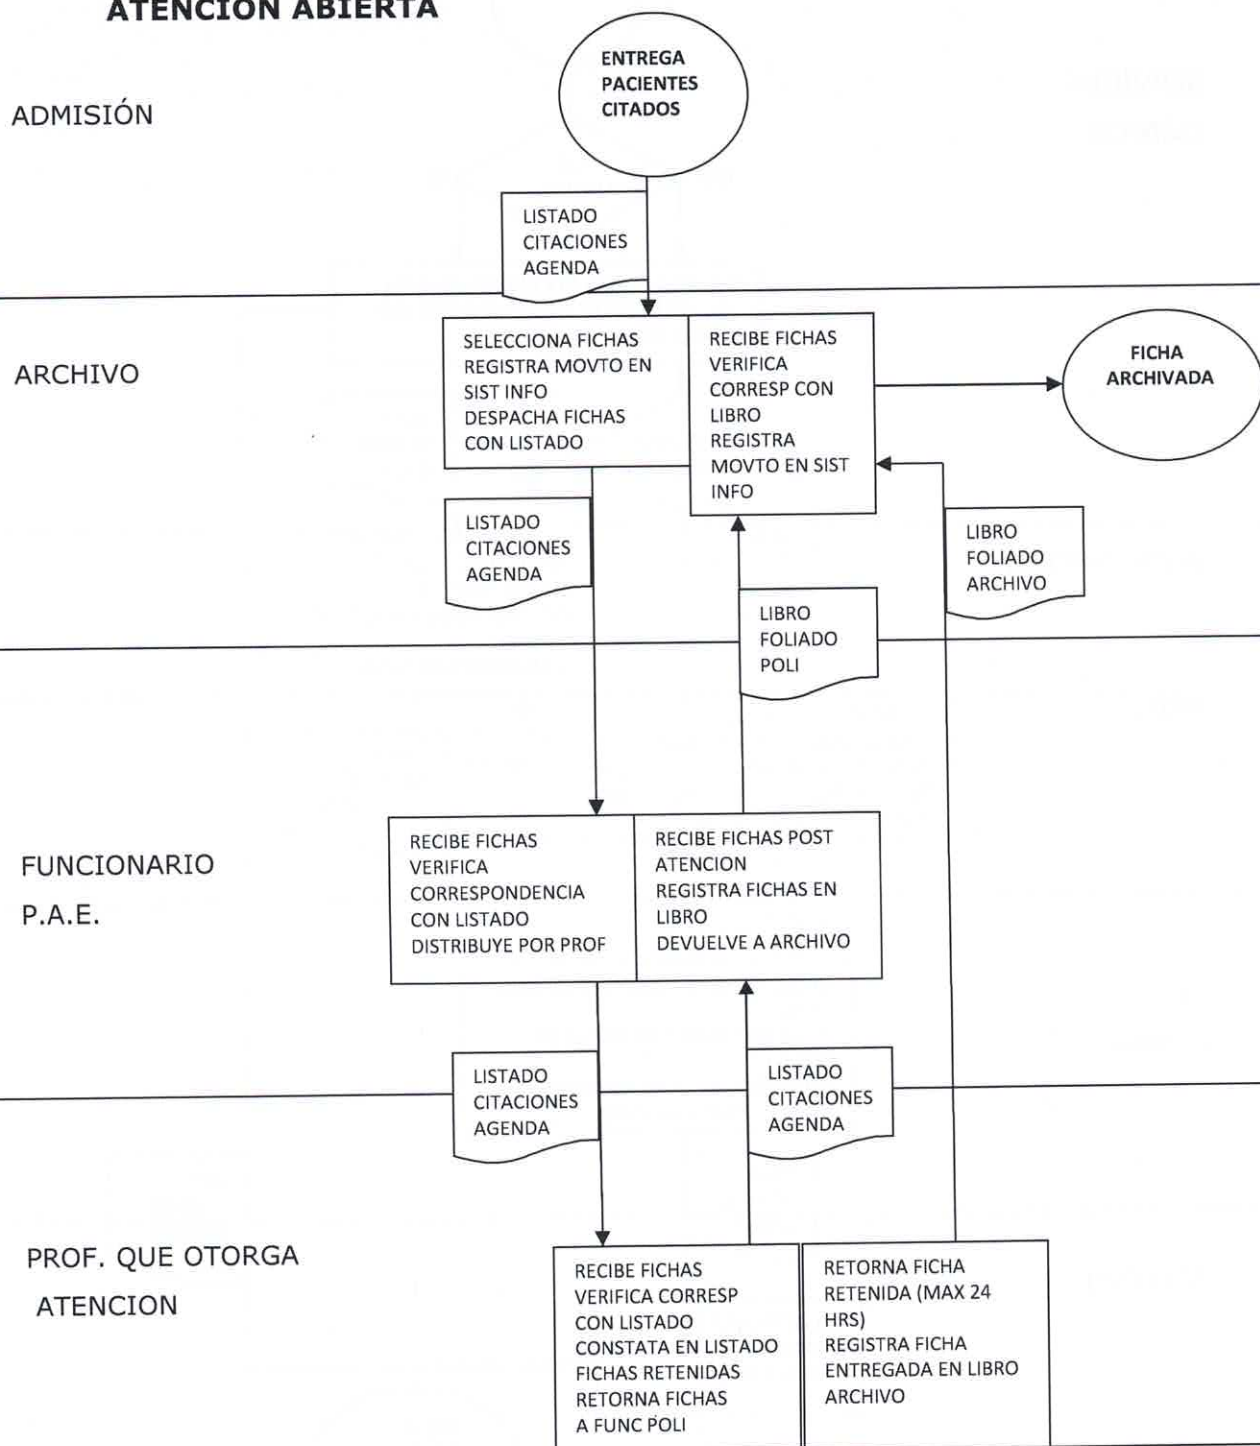 ATENCION ABIERTA
ENTREGA
PACIENTES
CITADOS
ADMISIÓN
LISTADO
CITACIONES
AGENDA
ARCHIVO
SELECCIONA FICHAS
REGISTRA MOVTO EN
SIST INFO
DESPACHA FICHAS
CON LISTADO
RECIBE FICHAS
VERIFICA
CORRESP CON
LIBRO
REGISTRA
MOVTO EN SIST
INFO
FICHA
ARCHIVADA
LISTADO
CITACIONES
AGENDA
LIBRO
FOLIADO
POLI
LIBRO
FOLIADO
ARCHIVO
FUNCIONARIO
P.A.E.
RECIBE FICHAS
VERIFICA
CORRESPONDENCIA
CON LISTADO
DISTRIBUYE POR PROF
RECIBE FICHAS POST
ATENCION
REGISTRA FICHAS EN
LIBRO
DEVUELVE A ARCHIVO
LISTADO
CITACIONES
AGENDA
LISTADO
CITACIONES
AGENDA
PROF. QUE OTORGA
ATENCION
RECIBE FICHAS
VERIFICA CORRESP
CON LISTADO
CONSTATA EN LISTADO
FICHAS RETENIDAS
RETORNA FICHAS
A FUNC POLI
RETORNA FICHA
RETENIDA (MAX 24
HRS)
REGISTRA FICHA
ENTREGADA EN LIBRO
ARCHIVO